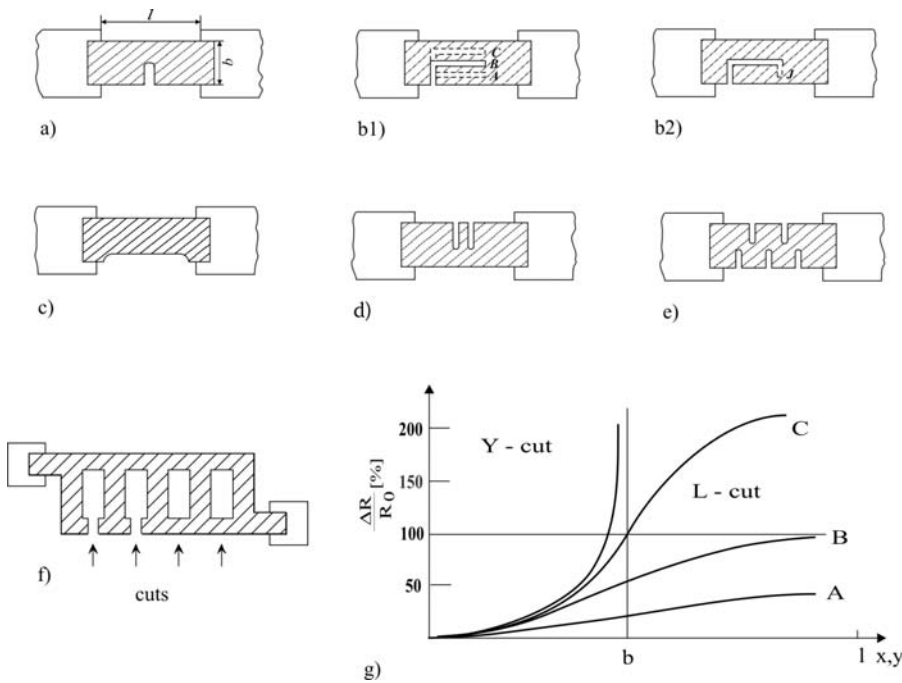 l
b
a)
C
B
A
b1)
J
b2)
c)
d)
e)
cuts
f)
ΔR
R₀
[%]
200
150
100
50
Y - cut
L - cut
C
B
A
b
l x,y
g)